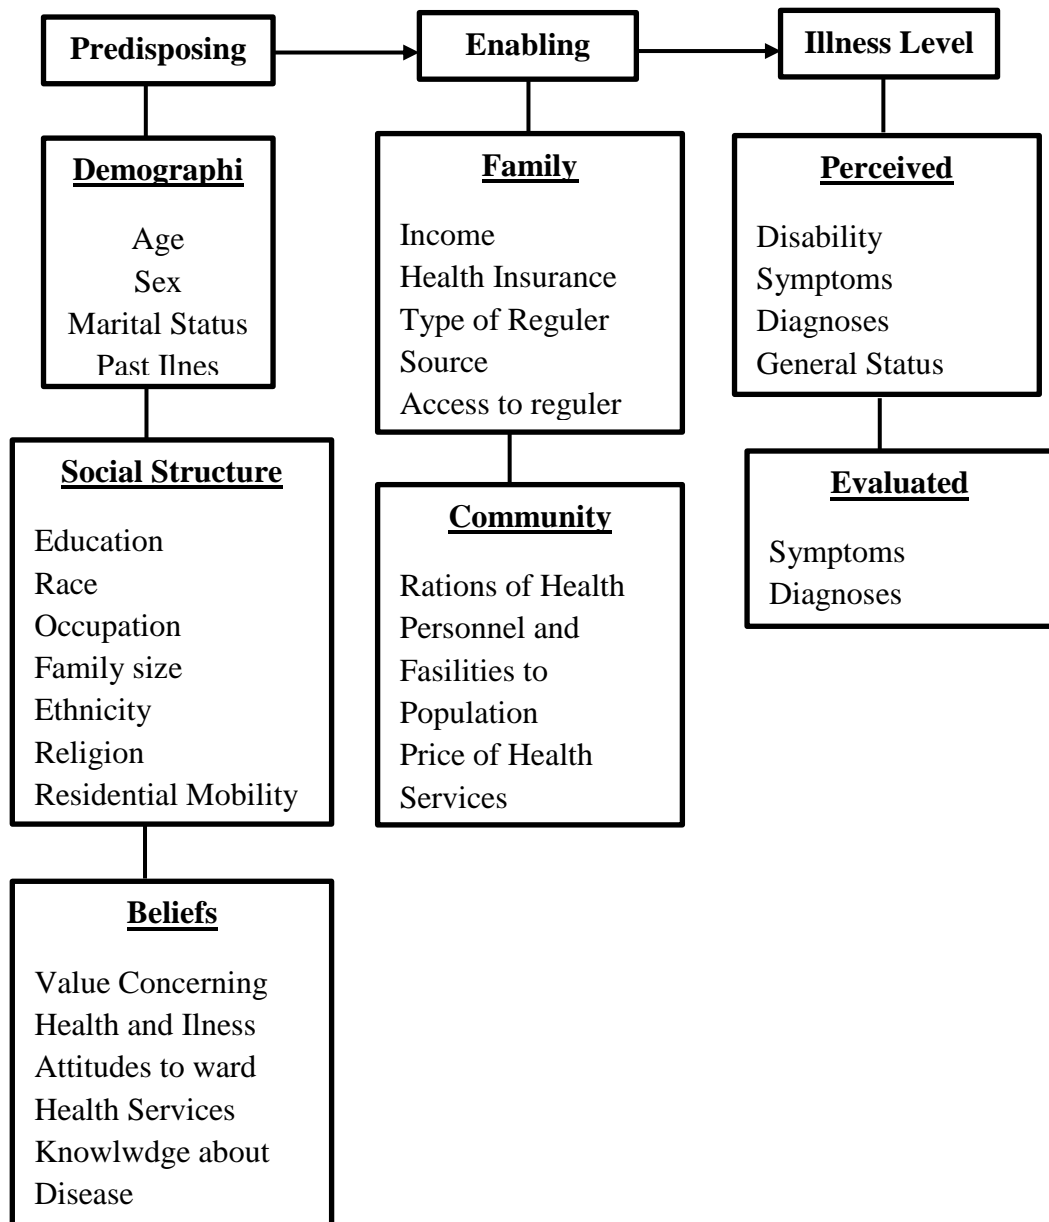 Predisposing
Enabling
Illness Level
Demographi
Age
Sex
Marital Status
Past Ilnes
Social Structure
Education
Race
Occupation
Family size
Ethnicity
Religion
Residential Mobility
Beliefs
Value Concerning
Health and Ilness
Attitudes to ward
Health Services
Knowlwdge about
Disease
Family
Income
Health Insurance
Type of Reguler
Source
Access to reguler
Community
Rations of Health
Personnel and
Fasilities to
Population
Price of Health
Services
Perceived
Disability
Symptoms
Diagnoses
General Status
Evaluated
Symptoms
Diagnoses